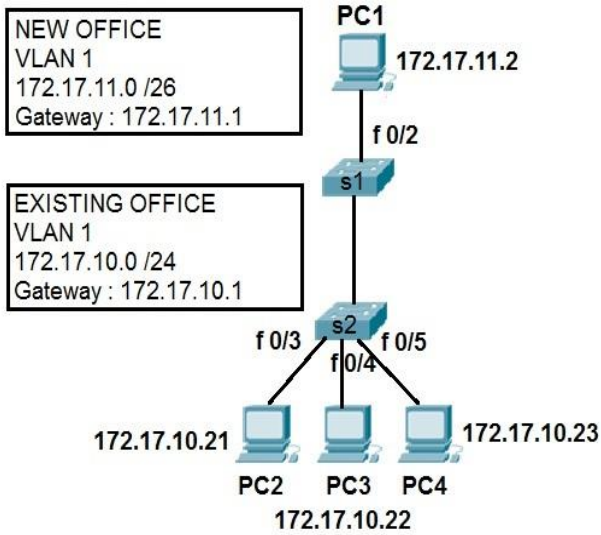 NEW OFFICE
VLAN 1
172.17.11.0 /26
Gateway : 172.17.11.1
PC1
172.17.11.2
f 0/2
s1
EXISTING OFFICE
VLAN 1
172.17.10.0 /24
Gateway : 172.17.10.1
s2
f 0/3
f 0/4
f 0/5
172.17.10.21
172.17.10.23
PC2
PC3
PC4
172.17.10.22